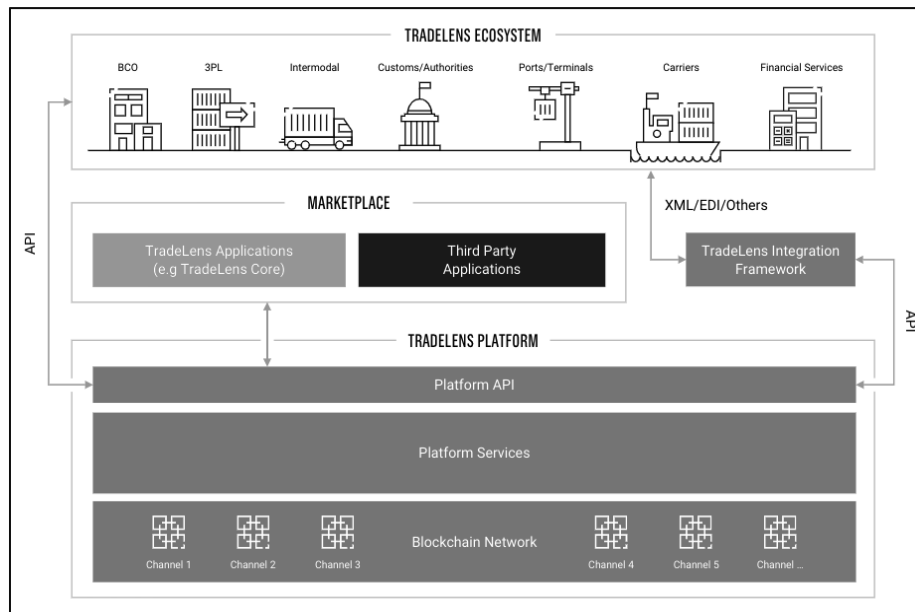 TRADELENS ECOSYSTEM
BCO
3PL
Intermodal
Customs/Authorities
Ports/Terminals
Carriers
Financial Services
API
XML/EDI/Others
MARKETPLACE
TradeLens Applications
(e.g TradeLens Core)
Third Party
Applications
TradeLens Integration
Framework
API
TRADELENS PLATFORM
Platform API
Platform Services
Blockchain Network
Channel 1
Channel 2
Channel 3
Channel 4
Channel 5
Channel ...